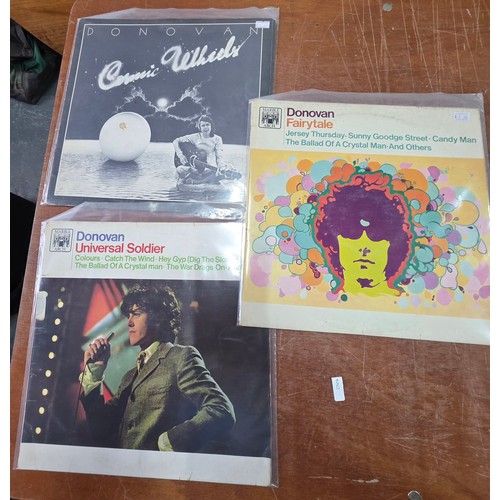 DONOVAN
Cosmic Wheels
Donovan
Fairytale
Jersey Thursday·Sunny Goodge Street·Candy Man
The Ballad Of A Crystal Man·And Others
Donovan
Universal Soldier
Colours·Catch The Wind·Hey Gyp (Dig The Slo
The Ballad Of A Crystal man·The War Drags On